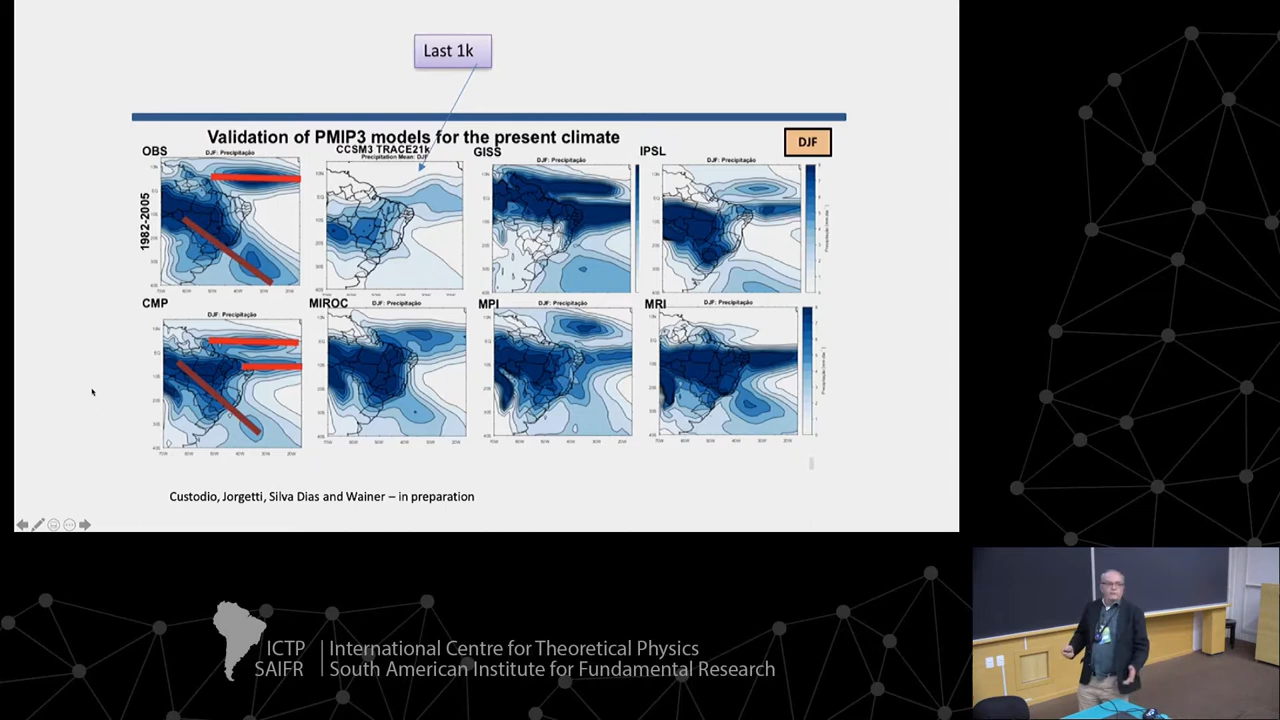 Last 1k
Validation of PMIP3 models for the present climate
DJF
OBS
DJF: Precipitação
CCSM3 TRACE21k
Precipitation Mean: DJF
GISS
DJF: Precipitação
IPSL
DJF: Precipitação
1982-2005
CMP
DJF: Precipitação
MIROC
DJF: Precipitação
MPI
DJF: Precipitação
MRI
DJF: Precipitação
Custodio, Jorgetti, Silva Dias and Wainer – in preparation
ICTP
SAIFR
International Centre for Theoretical Physics
South American Institute for Fundamental Research